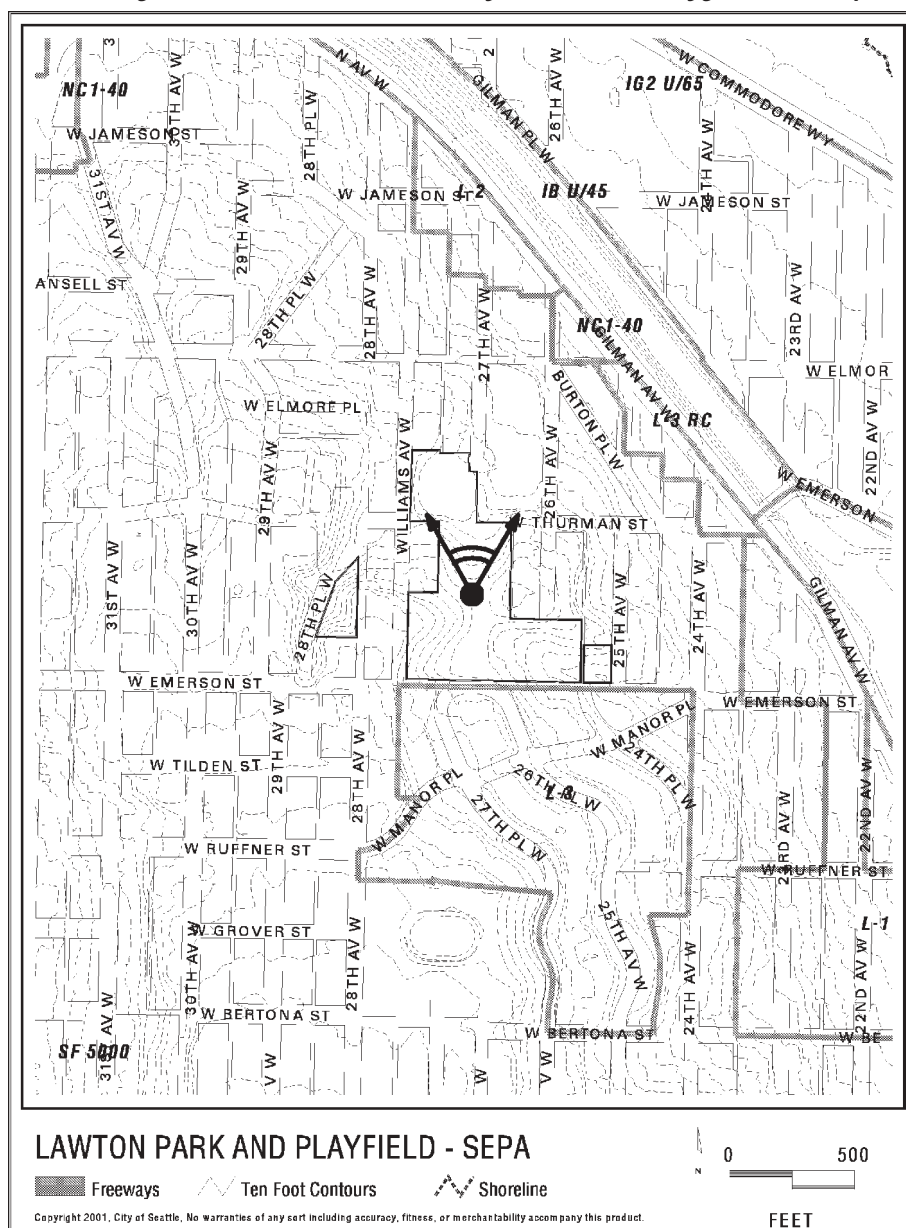 NC1-40
W JAMESON ST
31ST AV W
ANSELL ST
29TH AV W
28TH PL W
28TH PL W
28TH AV W
N AV W
GILMAN PL W
26TH AV W
IG2 U/65
W COMMODORE WY
L-2
W JAMESON ST
IB U/45
W JAMESON ST
27TH AV W
NC1-40
GILMAN AV W
23RD AV W
W ELMOR
BURTON PL W
W ELMORE PL
L-3 RC
22ND AV W
W EMERSON
29TH AV W
WILLIAMS AV W
26TH AV W
W THURMAN ST
31ST AV W
30TH AV W
28TH PL W
25TH AV W
24TH AV W
GILMAN AV W
W EMERSON ST
W EMERSON ST
W TILDEN ST
29TH AV W
28TH AV W
W MANOR PL
W MANOR PL
26TH PL W
L-3
24TH PL W
27TH PL W
W RUFFNER ST
23RD AV W
22ND AV W
W RUFFNER ST
25TH AV W
L-1
W GROVER ST
30TH AV W
28TH AV W
24TH AV W
22ND AV W
W BERTONA ST
W BERTONA ST
W BE
SF 5000
31ST AV W
V W
W
V W
LAWTON PARK AND PLAYFIELD - SEPA
N
0 500
FEET
Freeways Ten Foot Contours Shoreline
Copyright 2001, City of Seattle, No warranties of any sort including accuracy, fitness, or merchantability accompany this product.